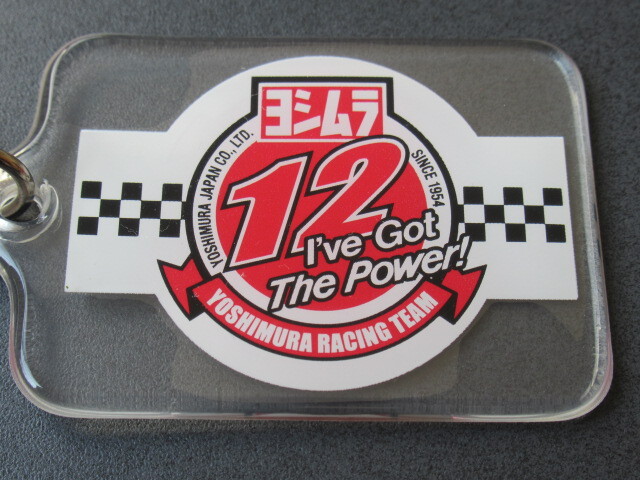 ヨシムラ
YOSHIMURA JAPAN CO., LTD.
SINCE 1954
12
I've Got
The Power!
YOSHIMURA RACING TEAM